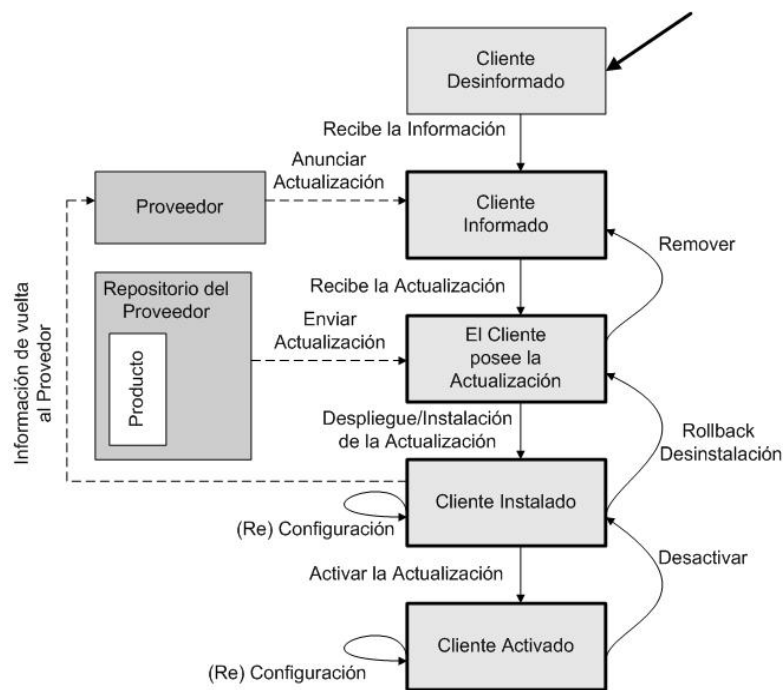 Cliente
Desinformado
Recibe la Información
Anunciar
Actualización
Proveedor
Cliente
Informado
Remover
Recibe la Actualización
Repositorio del
Proveedor
Producto
Enviar
Actualización
El Cliente
posee la
Actualización
Información de vuelta
al Provedor
Despliegue/Instalación
de la Actualización
Rollback
Desinstalación
Cliente Instalado
(Re) Configuración
Activar la Actualización
Desactivar
Cliente Activado
(Re) Configuración